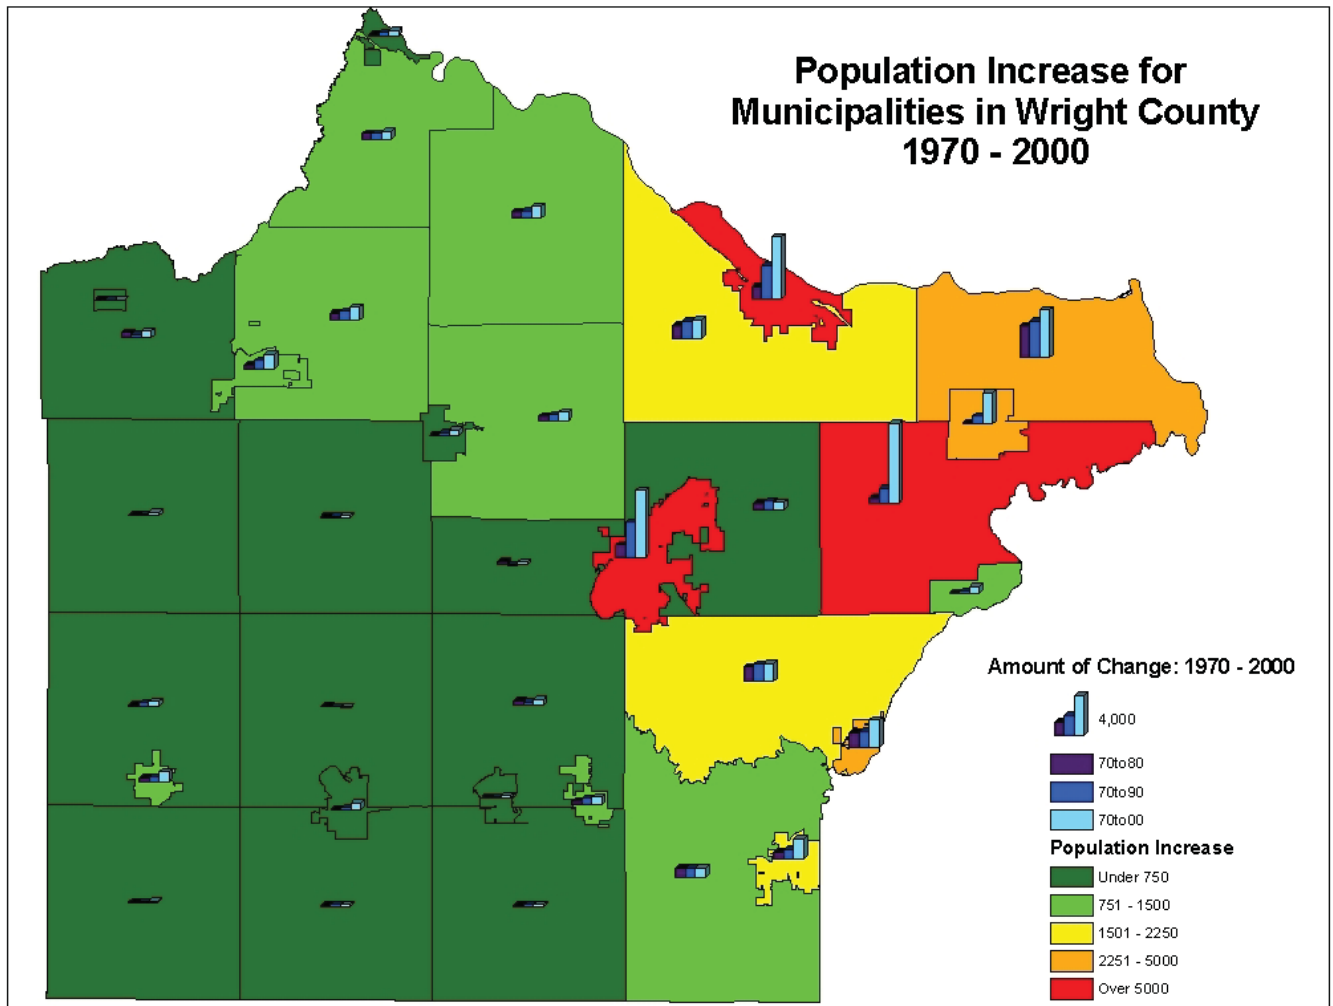 Population Increase for
Municipalities in Wright County
1970 - 2000
Amount of Change: 1970 - 2000
4,000
70to80
70to90
70to00
Population Increase
Under 750
751 - 1500
1501 - 2250
2251 - 5000
Over 5000